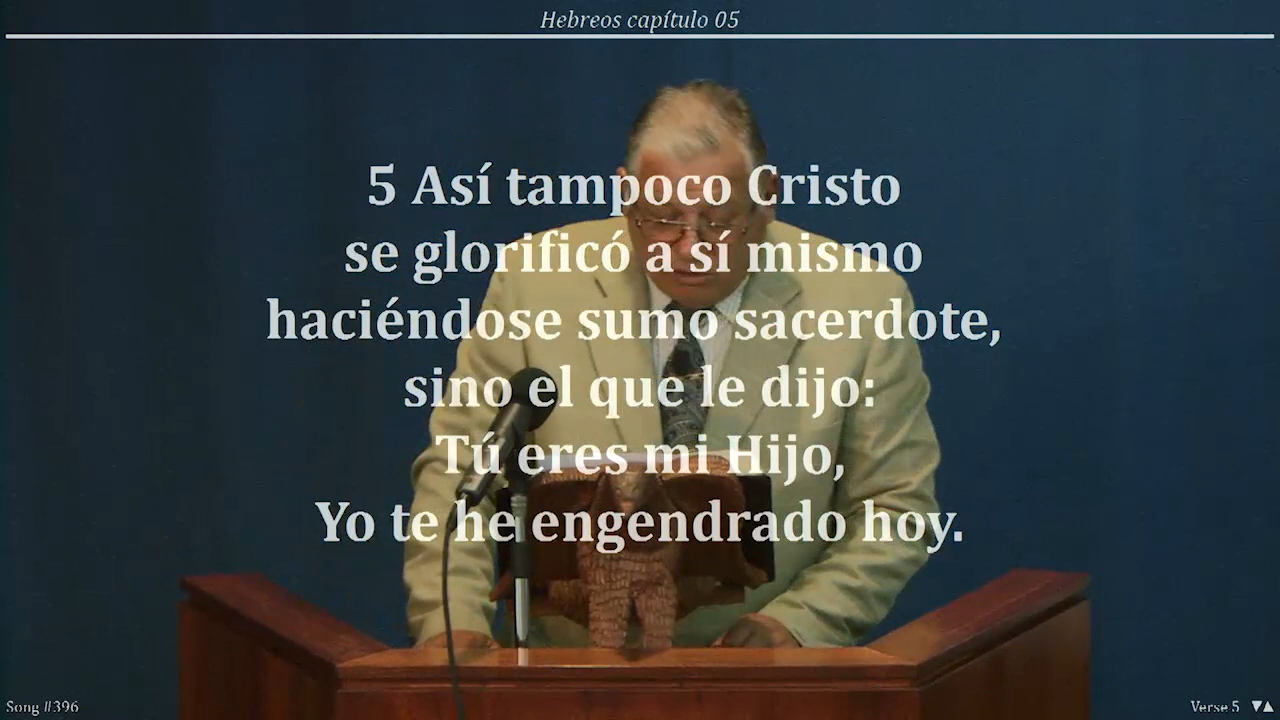 Hebreos capítulo 05
5 Así tampoco Cristo
se glorificó a sí mismo
haciéndose sumo sacerdote,
sino el que le dijo:
Tú eres mi Hijo,
Yo te he engendrado hoy.
Song #396
Verse 5 ▼▲